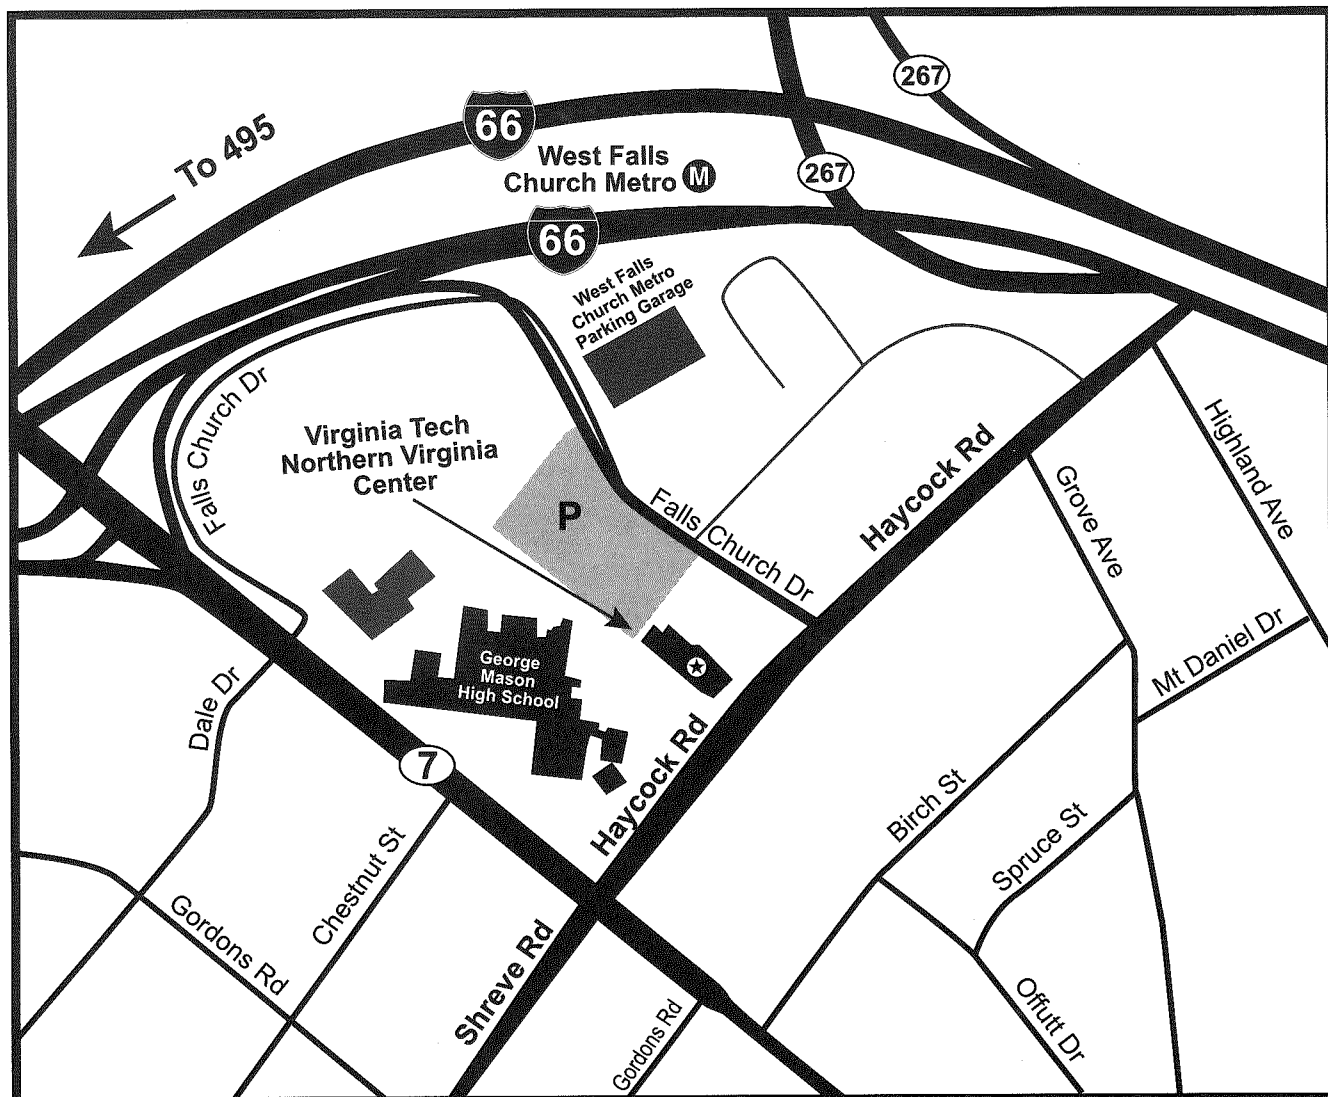 267
66
To 495
West Falls
Church Metro M
267
66
West Falls
Church Metro
Parking Garage
Falls Church Dr
Virginia Tech
Northern Virginia
Center
Highland Ave
Haycock Rd
Grove Ave
P
Falls Church Dr
Mt Daniel Dr
George
Mason
High School
Dale Dr
7
Haycock Rd
Birch St
Spruce St
Chestnut St
Gordons Rd
Shreve Rd
Gordons Rd
Offutt Dr